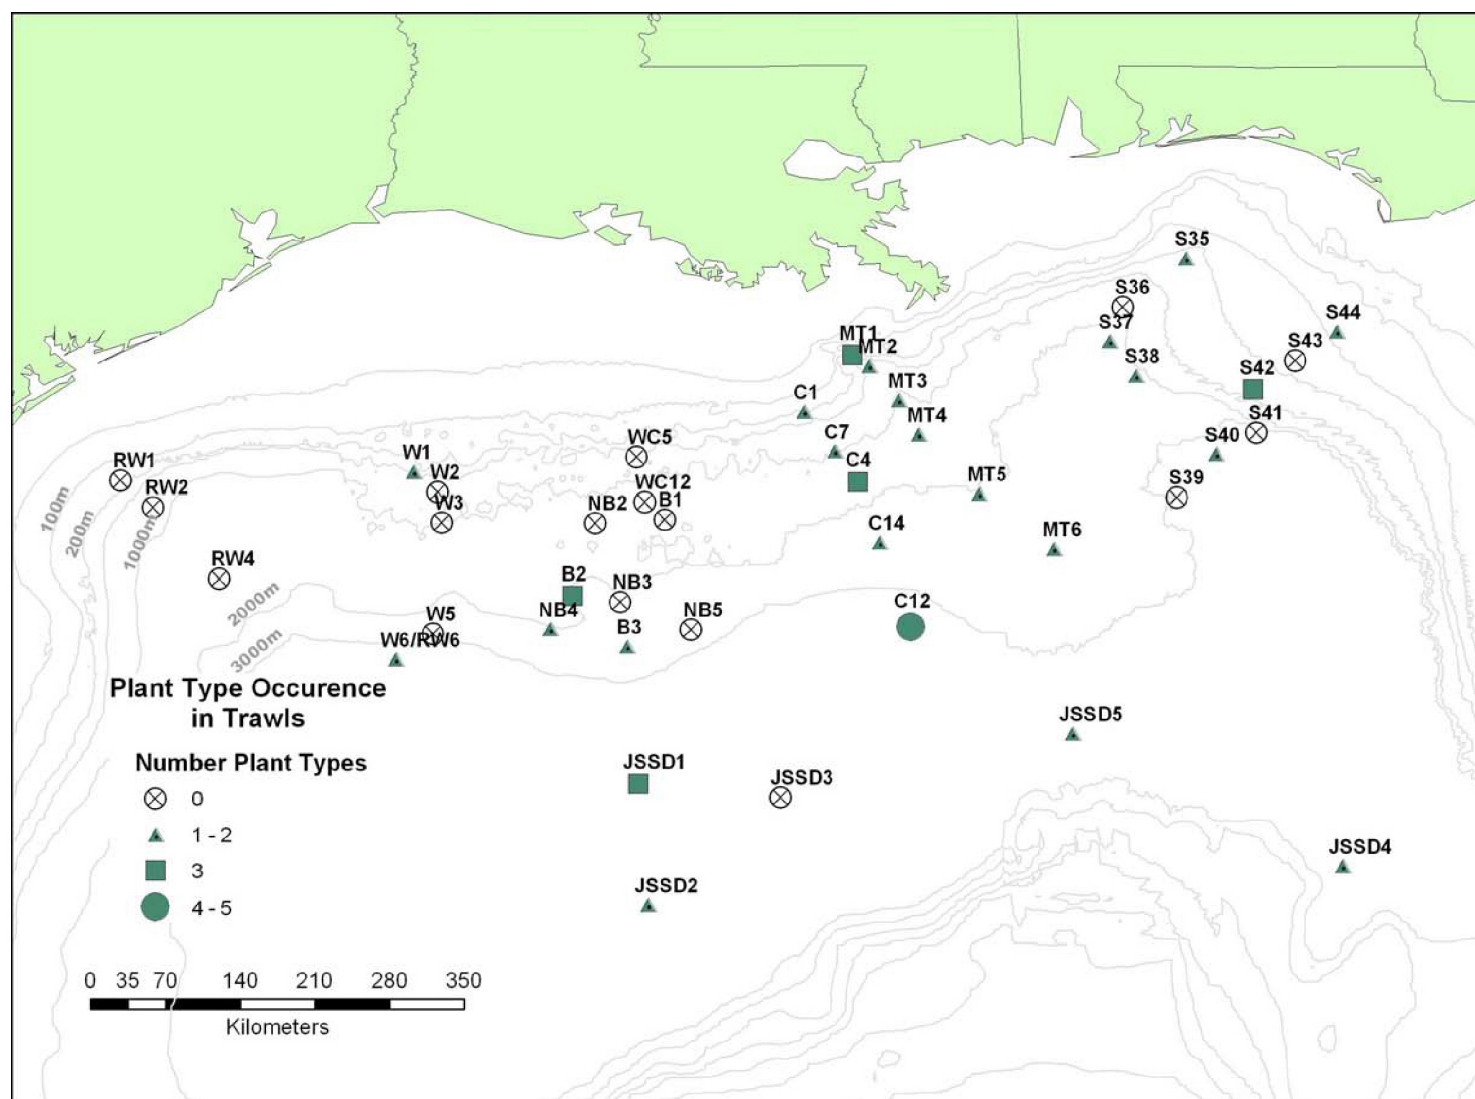 S35
S36
S44
MT1
S37
S43
MT2
S38
S42
MT3
C1
S41
MT4
WC5
C7
S40
W1
C4
RW1
W2
MT5
S39
RW2
WC12
W3
NB2
B1
100m
200m
1000m
C14
MT6
RW4
B2
NB3
2000m
C12
W5
NB4
NB5
B3
W6/RW6
3000m
Plant Type Occurence
in Trawls
JSSD5
Number Plant Types
JSSD1
JSSD3
0
1 - 2
JSSD4
3
JSSD2
4 - 5
0 35 70 140 210 280 350
Kilometers